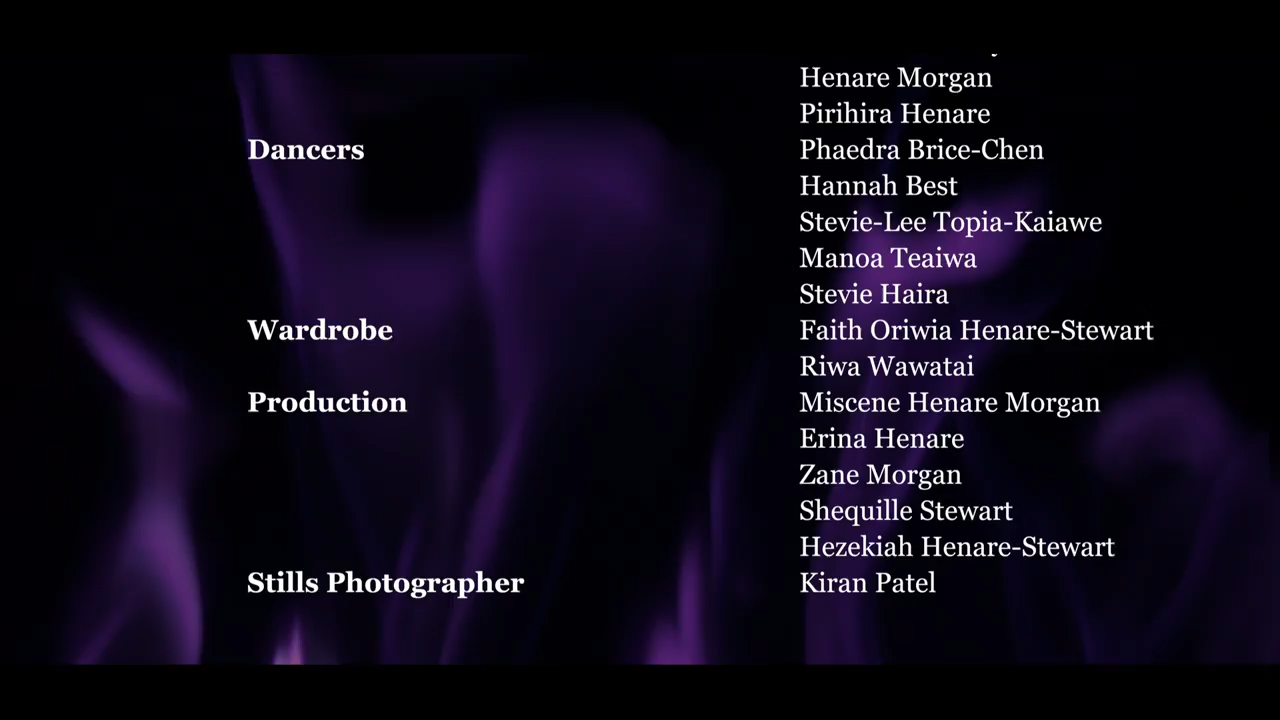 Henare Morgan
Pirihira Henare
Dancers Phaedra Brice-Chen
Hannah Best
Stevie-Lee Topia-Kaiawe
Manoa Teaiwa
Stevie Haira
Wardrobe Faith Oriwia Henare-Stewart
Riwa Wawatai
Production Miscene Henare Morgan
Erina Henare
Zane Morgan
Shequille Stewart
Hezekiah Henare-Stewart
Stills Photographer Kiran Patel